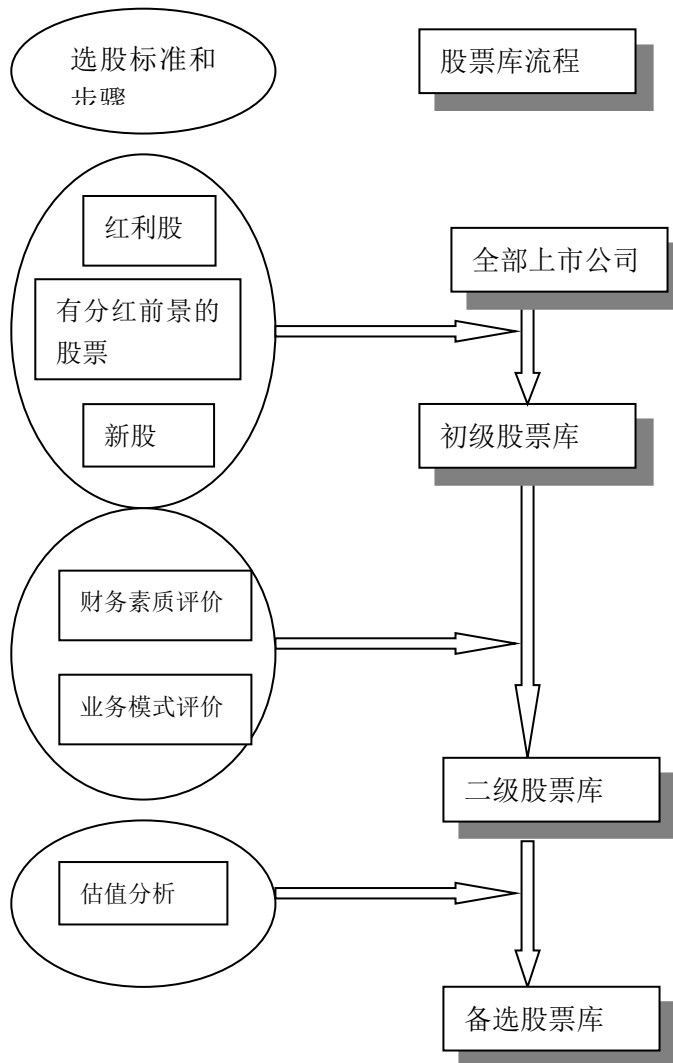 选股标准和
步骤
股票库流程
红利股
全部上市公司
有分红前景的
股票
新股
初级股票库
财务素质评价
业务模式评价
二级股票库
估值分析
备选股票库